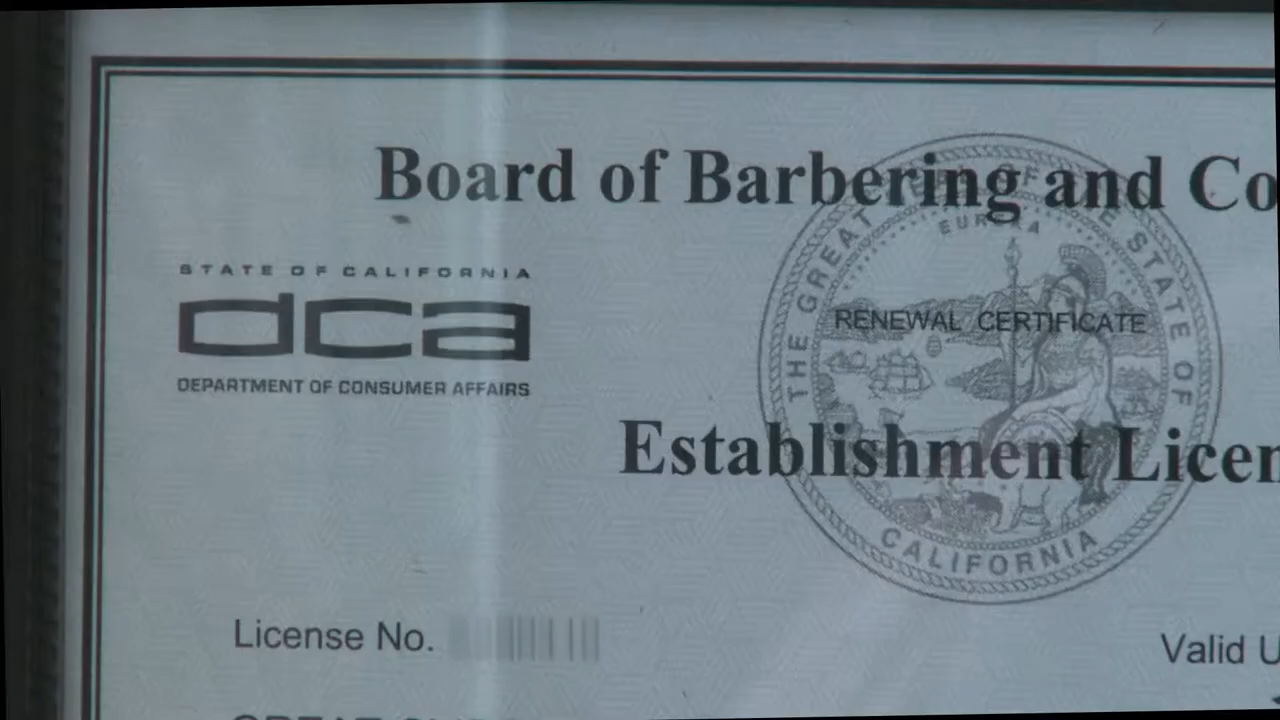 Board of Barbering and Co
THE GREAT SEAL OF THE STATE OF
EUREKA
STATE OF CALIFORNIA
dca
RENEWAL CERTIFICATE
DEPARTMENT OF CONSUMER AFFAIRS
Establishment Licen
CALIFORNIA
License No.
Valid U